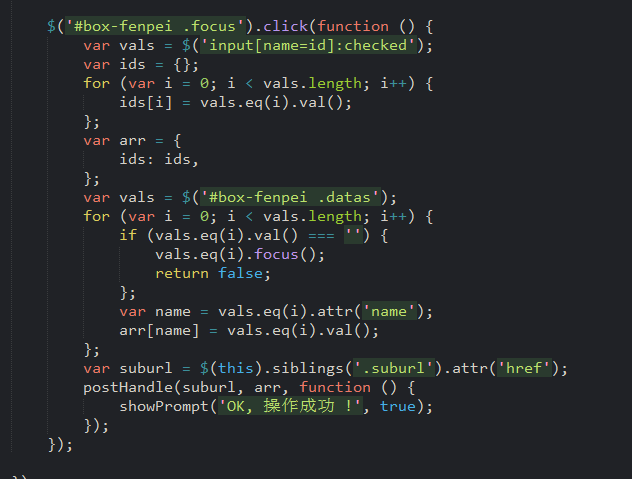 $('#box-fenpei .focus').click(function () {
    var vals = $('input[name=id]:checked');
    var ids = {};
    for (var i = 0; i < vals.length; i++) {
        ids[i] = vals.eq(i).val();
    };
    var arr = {
        ids: ids,
    };
    var vals = $('#box-fenpei .datas');
    for (var i = 0; i < vals.length; i++) {
        if (vals.eq(i).val() === '') {
            vals.eq(i).focus();
            return false;
        };
        var name = vals.eq(i).attr('name');
        arr[name] = vals.eq(i).val();
    };
    var suburl = $(this).siblings('.suburl').attr('href');
    postHandle(suburl, arr, function () {
        showPrompt('OK, 操作成功 !', true);
    });
});